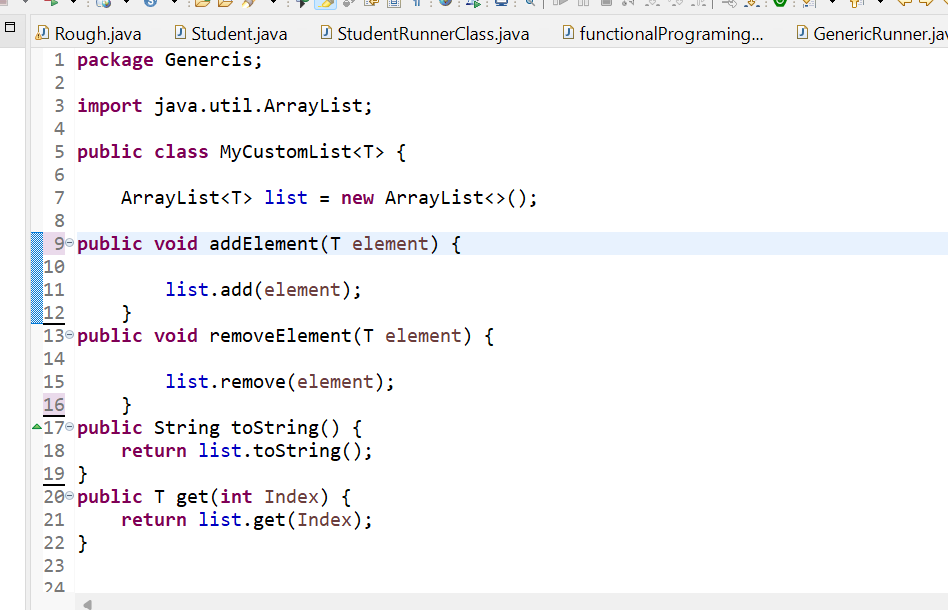 Rough.java Student.java StudentRunnerClass.java functionalPrograming... GenericRunner.jav
1 package Genercis;
2
3 import java.util.ArrayList;
4
5 public class MyCustomList<T> {
6
7 ArrayList<T> list = new ArrayList<>();
8
9 public void addElement(T element) {
10
11 list.add(element);
12 }
13 public void removeElement(T element) {
14
15 list.remove(element);
16 }
17 public String toString() {
18 return list.toString();
19 }
20 public T get(int Index) {
21 return list.get(Index);
22 }
23
24